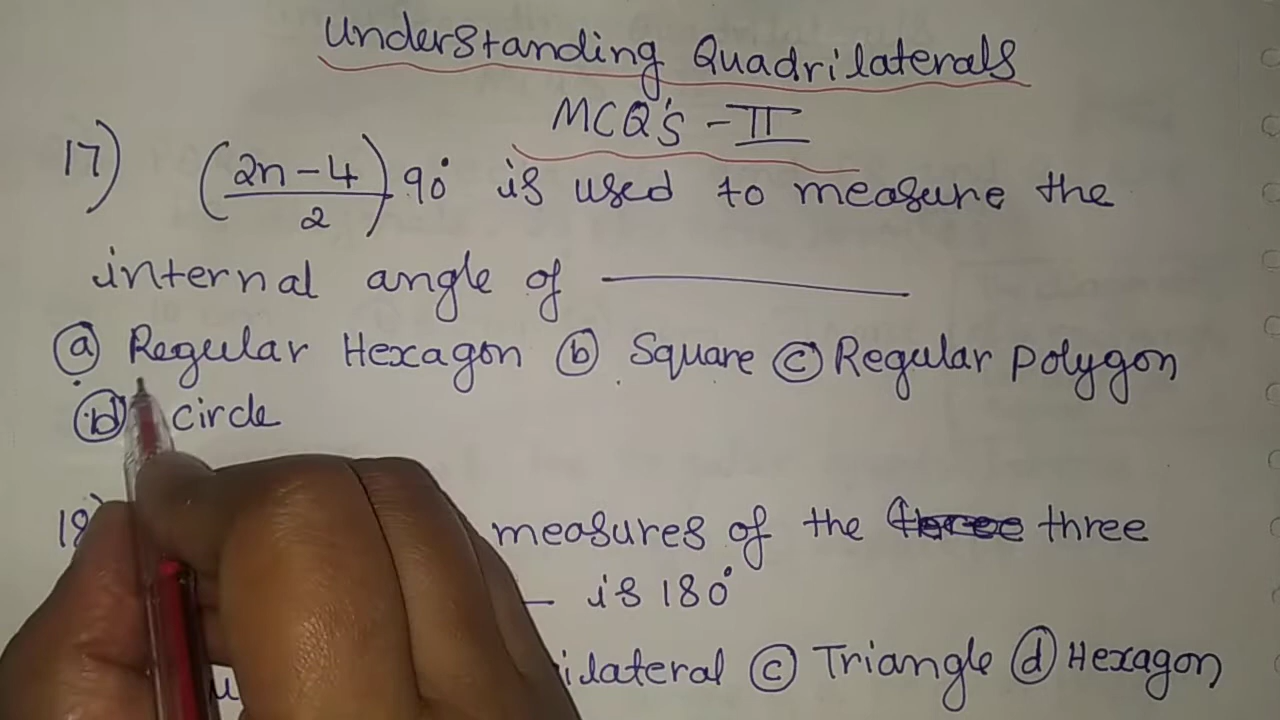 Understanding Quadrilaterals
MCQ's - II
17) (2n-4/2) 90° is used to measure the
internal angle of ________
(a) Regular Hexagon (b) Square (c) Regular Polygon
(d) circle
18) measures of the three
_ is 180°
ilateral (c) Triangle (d) Hexagon